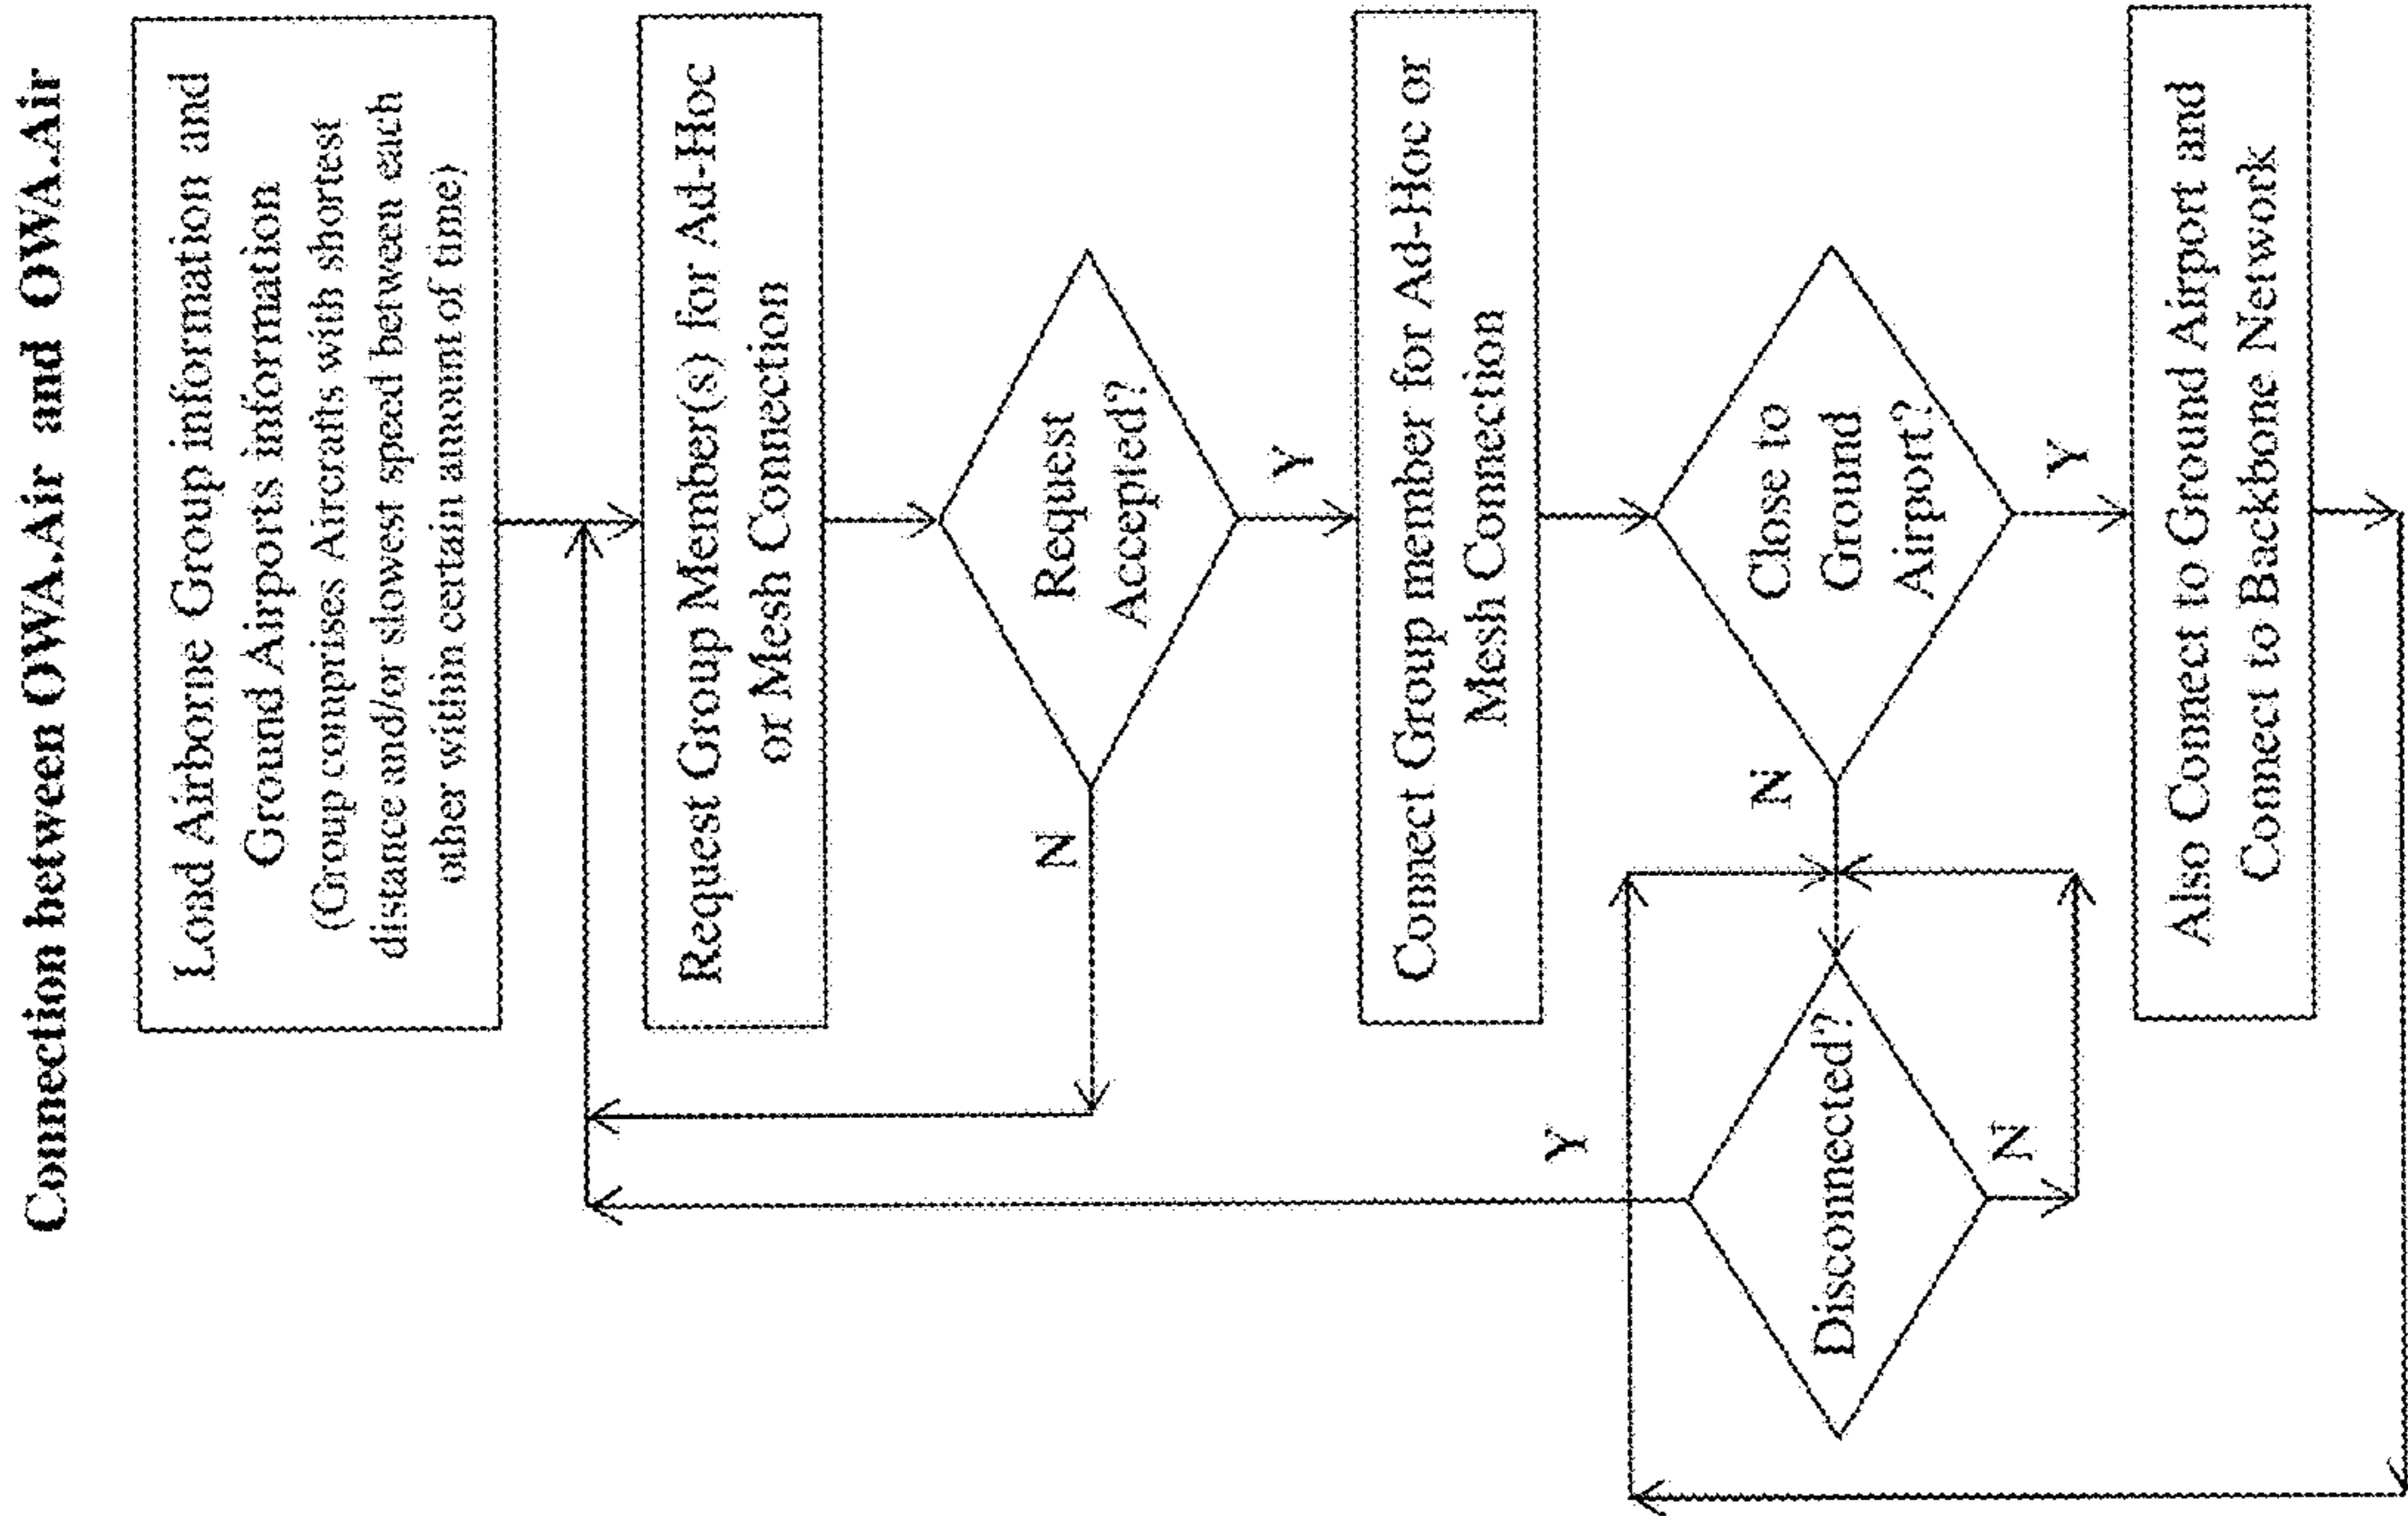 Connection between OWA.Air and OWA.Air
Load Airborne Group information and
Ground Airports information
(Group comprises Aircrafts with shortest
distance and/or slowest speed between each
other within certain amount of time)
Request Group Member(s) for Ad-Hoc
or Mesh Connection
Request
Accepted?
N
Y
Connect Group member for Ad-Hoc or
Mesh Connection
Close to
Ground
Airport?
N
Y
Disconnected?
Y
N
Also Connect to Ground Airport and
Connect to Backbone Network